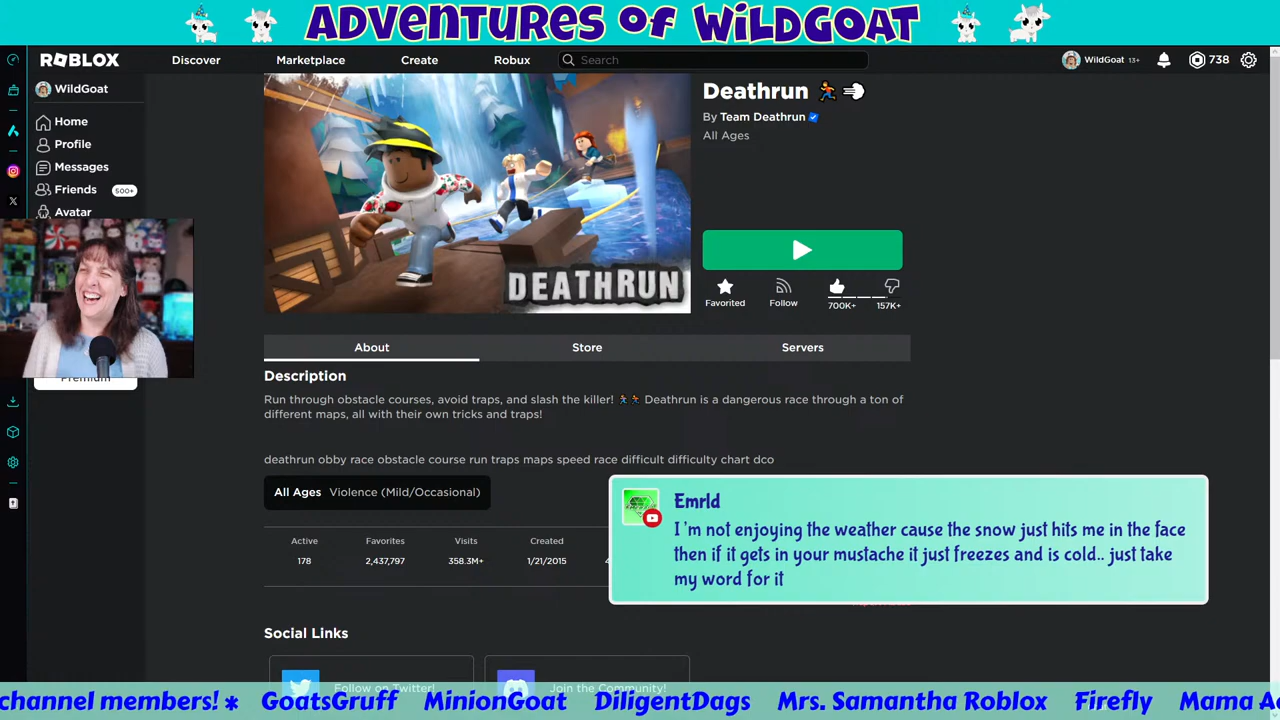 ADVENTURES OF WILDGOAT
ROBLOX Discover Marketplace Create Robux Search WildGoat 13+ 738
WildGoat
Home
Profile
Messages
Friends 500+
Avatar
Premium
DEATHRUN
Deathrun 🏃💨
By Team Deathrun
All Ages
Favorited Follow 700K+ 157K+
About Store Servers
Description
Run through obstacle courses, avoid traps, and slash the killer! 🏃🏃 Deathrun is a dangerous race through a ton of
different maps, all with their own tricks and traps!
deathrun obby race obstacle course run traps maps speed race difficult difficulty chart dco
All Ages Violence (Mild/Occasional)
Active Favorites Visits Created
178 2,437,797 358.3M+ 1/21/2015
Emrld
I'm not enjoying the weather cause the snow just hits me in the face
then if it gets in your mustache it just freezes and is cold.. just take
my word for it
Social Links
Follow on Twitter! Join the Community!
channel members! * GoatsGruff MinionGoat DiligentDags Mrs. Samantha Roblox Firefly Mama A